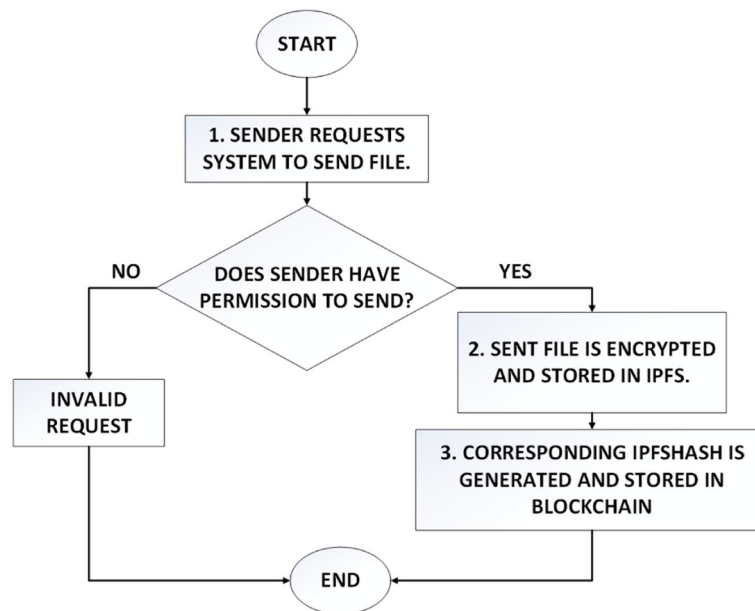 START
1. SENDER REQUESTS
SYSTEM TO SEND FILE.
NO
DOES SENDER HAVE
PERMISSION TO SEND?
YES
2. SENT FILE IS ENCRYPTED
AND STORED IN IPFS.
INVALID
REQUEST
3. CORRESPONDING IPFSHASH IS
GENERATED AND STORED IN
BLOCKCHAIN
END